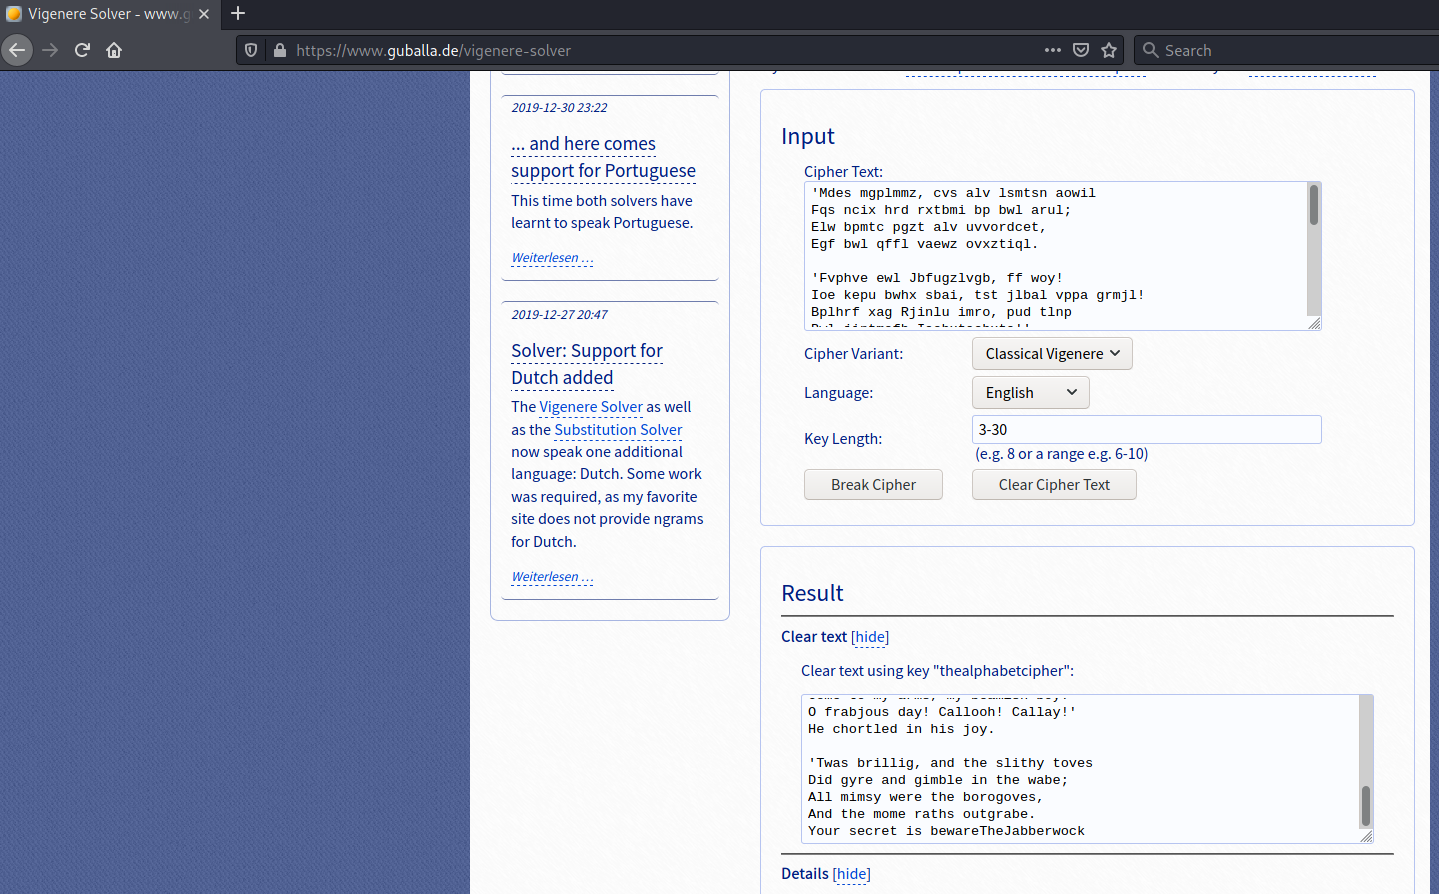 Vigenere Solver - www.g
https://www.guballa.de/vigenere-solver
Search
2019-12-30 23:22
... and here comes
support for Portuguese
This time both solvers have
learnt to speak Portuguese.
Weiterlesen ...
2019-12-27 20:47
Solver: Support for
Dutch added
The Vigenere Solver as well
as the Substitution Solver
now speak one additional
language: Dutch. Some work
was required, as my favorite
site does not provide ngrams
for Dutch.
Weiterlesen ...
Input
Cipher Text:
'Mdes mgplmmz, cvs alv lsmtsn aowil
Fqs ncix hrd rxtbmi bp bwl arul;
Elw bpmtc pgzt alv uvvordcet,
Egf bwl qffl vaewz ovxztiql.
'Fvphve ewl Jbfugzlvgb, ff woy!
Ioe kepu bwhx sbai, tst jlbal vppa grmjl!
Bplhrf xag Rjinlu imro, pud tlnp
Cipher Variant:
Classical Vigenere
Language:
English
Key Length:
3-30
(e.g. 8 or a range e.g. 6-10)
Break Cipher
Clear Cipher Text
Result
Clear text [hide]
Clear text using key "thealphabetcipher":
O frabjous day! Callooh! Callay!'
He chortled in his joy.
'Twas brillig, and the slithy toves
Did gyre and gimble in the wabe;
All mimsy were the borogoves,
And the mome raths outgrabe.
Your secret is bewareTheJabberwock
Details [hide]